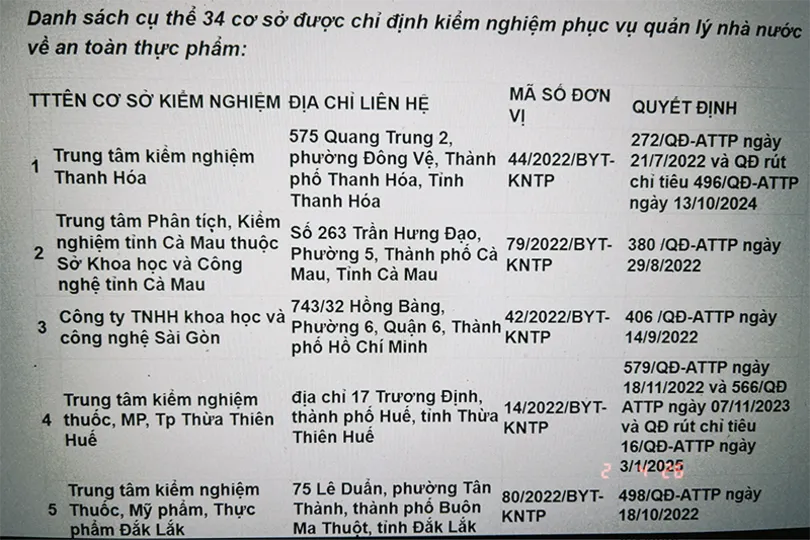 Danh sách cụ thể 34 cơ sở được chỉ định kiểm nghiệm phục vụ quản lý nhà nước
về an toàn thực phẩm:
TT TÊN CƠ SỞ KIỂM NGHIỆM ĐỊA CHỈ LIÊN HỆ MÃ SỐ ĐƠN VỊ QUYẾT ĐỊNH
1
Trung tâm kiểm nghiệm
Thanh Hóa
575 Quang Trung 2,
phường Đông Vệ, Thành
phố Thanh Hóa, Tỉnh
Thanh Hóa
44/2022/BYT-
KNTP
272/QĐ-ATTP ngày
21/7/2022 và QĐ rút
chỉ tiêu 496/QĐ-ATTP
ngày 13/10/2024
2
Trung tâm Phân tích, Kiểm
nghiệm tỉnh Cà Mau thuộc
Sở Khoa học và Công
nghệ tỉnh Cà Mau
Số 263 Trần Hưng Đạo,
Phường 5, Thành phố Cà
Mau, Tỉnh Cà Mau
79/2022/BYT-
KNTP
380 /QĐ-ATTP ngày
29/8/2022
3
Công ty TNHH khoa học và
công nghệ Sài Gòn
743/32 Hồng Bàng,
Phường 6, Quận 6, Thành
phố Hồ Chí Minh
42/2022/BYT-
KNTP
406 /QĐ-ATTP ngày
14/9/2022
4
Trung tâm kiểm nghiệm
thuốc, MP, Tp Thừa Thiên
Huế
địa chỉ 17 Trương Định,
thành phố Huế, tỉnh Thừa
Thiên Huế
14/2022/BYT-
KNTP
579/QĐ-ATTP ngày
18/11/2022 và 566/QĐ
ATTP ngày 07/11/2023
và QĐ rút chỉ tiêu
16/QĐ-ATTP ngày
3/1/2025
5
Trung tâm kiểm nghiệm
Thuốc, Mỹ phẩm, Thực
phẩm Đắk Lắk
75 Lê Duẩn, phường Tân
Thành, thành phố Buôn
Ma Thuột, tỉnh Đắk Lắk
80/2022/BYT-
KNTP
498/QĐ-ATTP ngày
18/10/2022